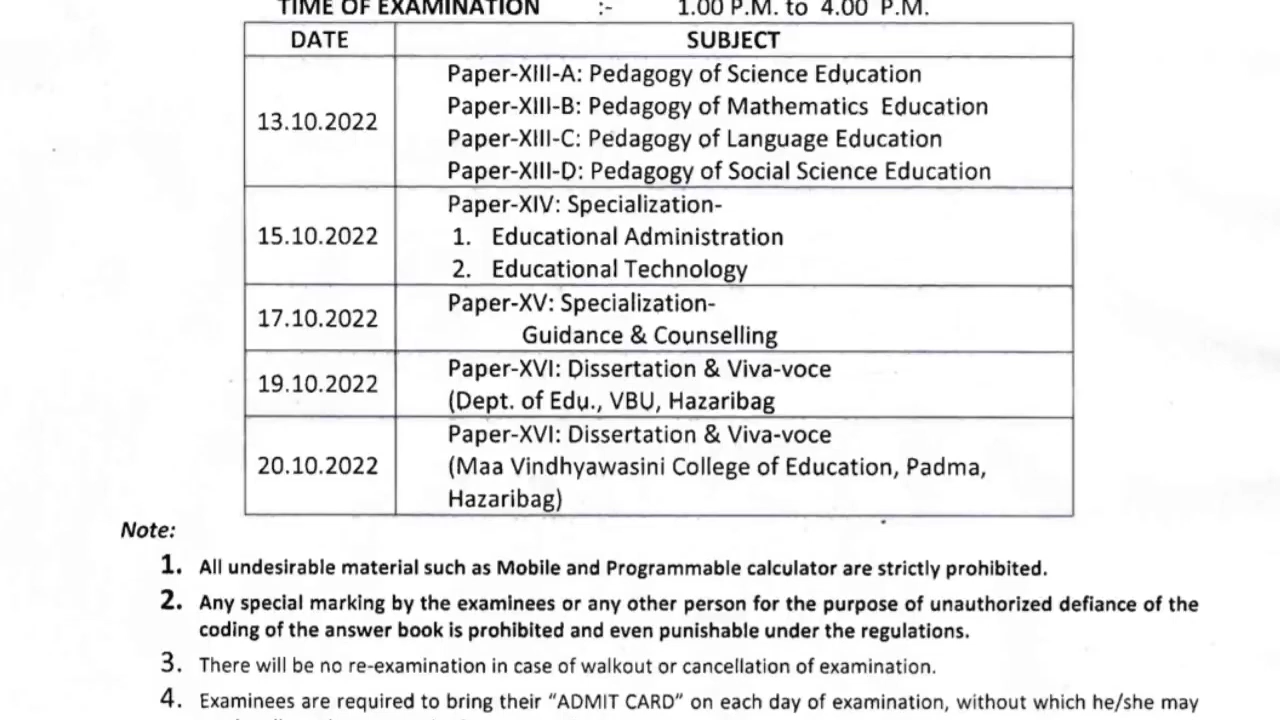 TIME OF EXAMINATION :- 1.00 P.M. to 4.00 P.M.
DATE SUBJECT
13.10.2022
Paper-XIII-A: Pedagogy of Science Education
Paper-XIII-B: Pedagogy of Mathematics Education
Paper-XIII-C: Pedagogy of Language Education
Paper-XIII-D: Pedagogy of Social Science Education
15.10.2022
Paper-XIV: Specialization-
1. Educational Administration
2. Educational Technology
17.10.2022
Paper-XV: Specialization-
Guidance & Counselling
19.10.2022
Paper-XVI: Dissertation & Viva-voce
(Dept. of Edu., VBU, Hazaribag
20.10.2022
Paper-XVI: Dissertation & Viva-voce
(Maa Vindhyawasini College of Education, Padma,
Hazaribag)
Note:
1. All undesirable material such as Mobile and Programmable calculator are strictly prohibited.
2. Any special marking by the examinees or any other person for the purpose of unauthorized defiance of the
coding of the answer book is prohibited and even punishable under the regulations.
3. There will be no re-examination in case of walkout or cancellation of examination.
4. Examinees are required to bring their "ADMIT CARD" on each day of examination, without which he/she may